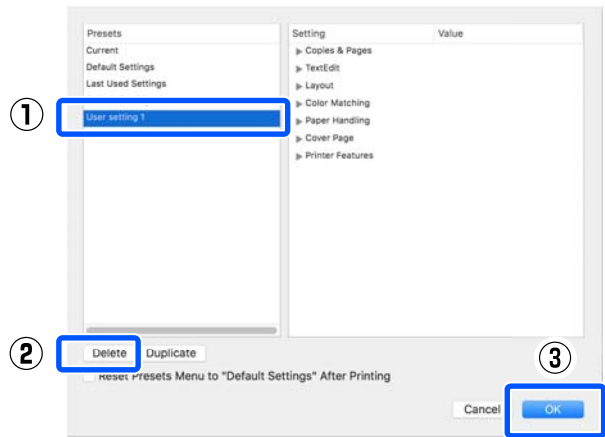 Presets
Current
Default Settings
Last Used Settings
① User setting 1
Setting Value
Copies & Pages
TextEdit
Layout
Color Matching
Paper Handling
Cover Page
Printer Features
② Delete Duplicate
Reset Presets Menu to "Default Settings" After Printing
③
Cancel OK